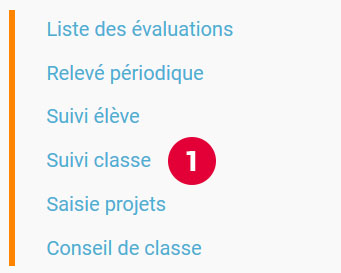 Liste des évaluations
Relevé périodique
Suivi élève
Suivi classe 1
Saisie projets
Conseil de classe